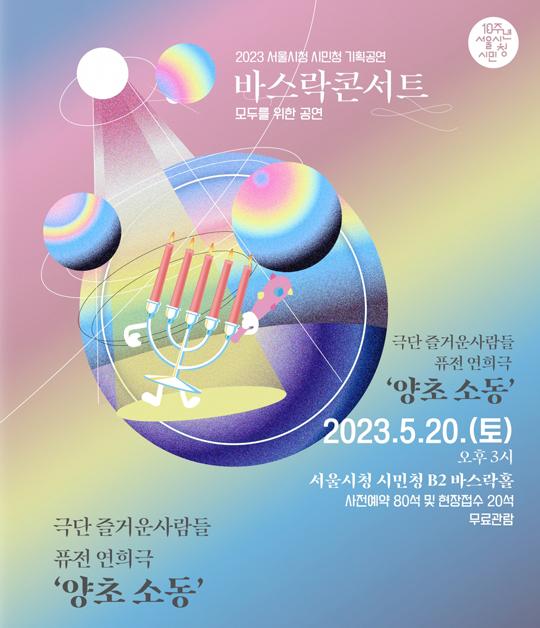 2023 서울시청 시민청 기획공연
바스락콘서트
모두를 위한 공연
10주년
서울시
시민청
극단 즐거운사람들
퓨전 연희극
‘양초 소동’
2023.5.20.(토)
오후 3시
서울시청 시민청 B2 바스락홀
사전예약 80석 및 현장접수 20석
무료관람
극단 즐거운사람들
퓨전 연희극
‘양초 소동’